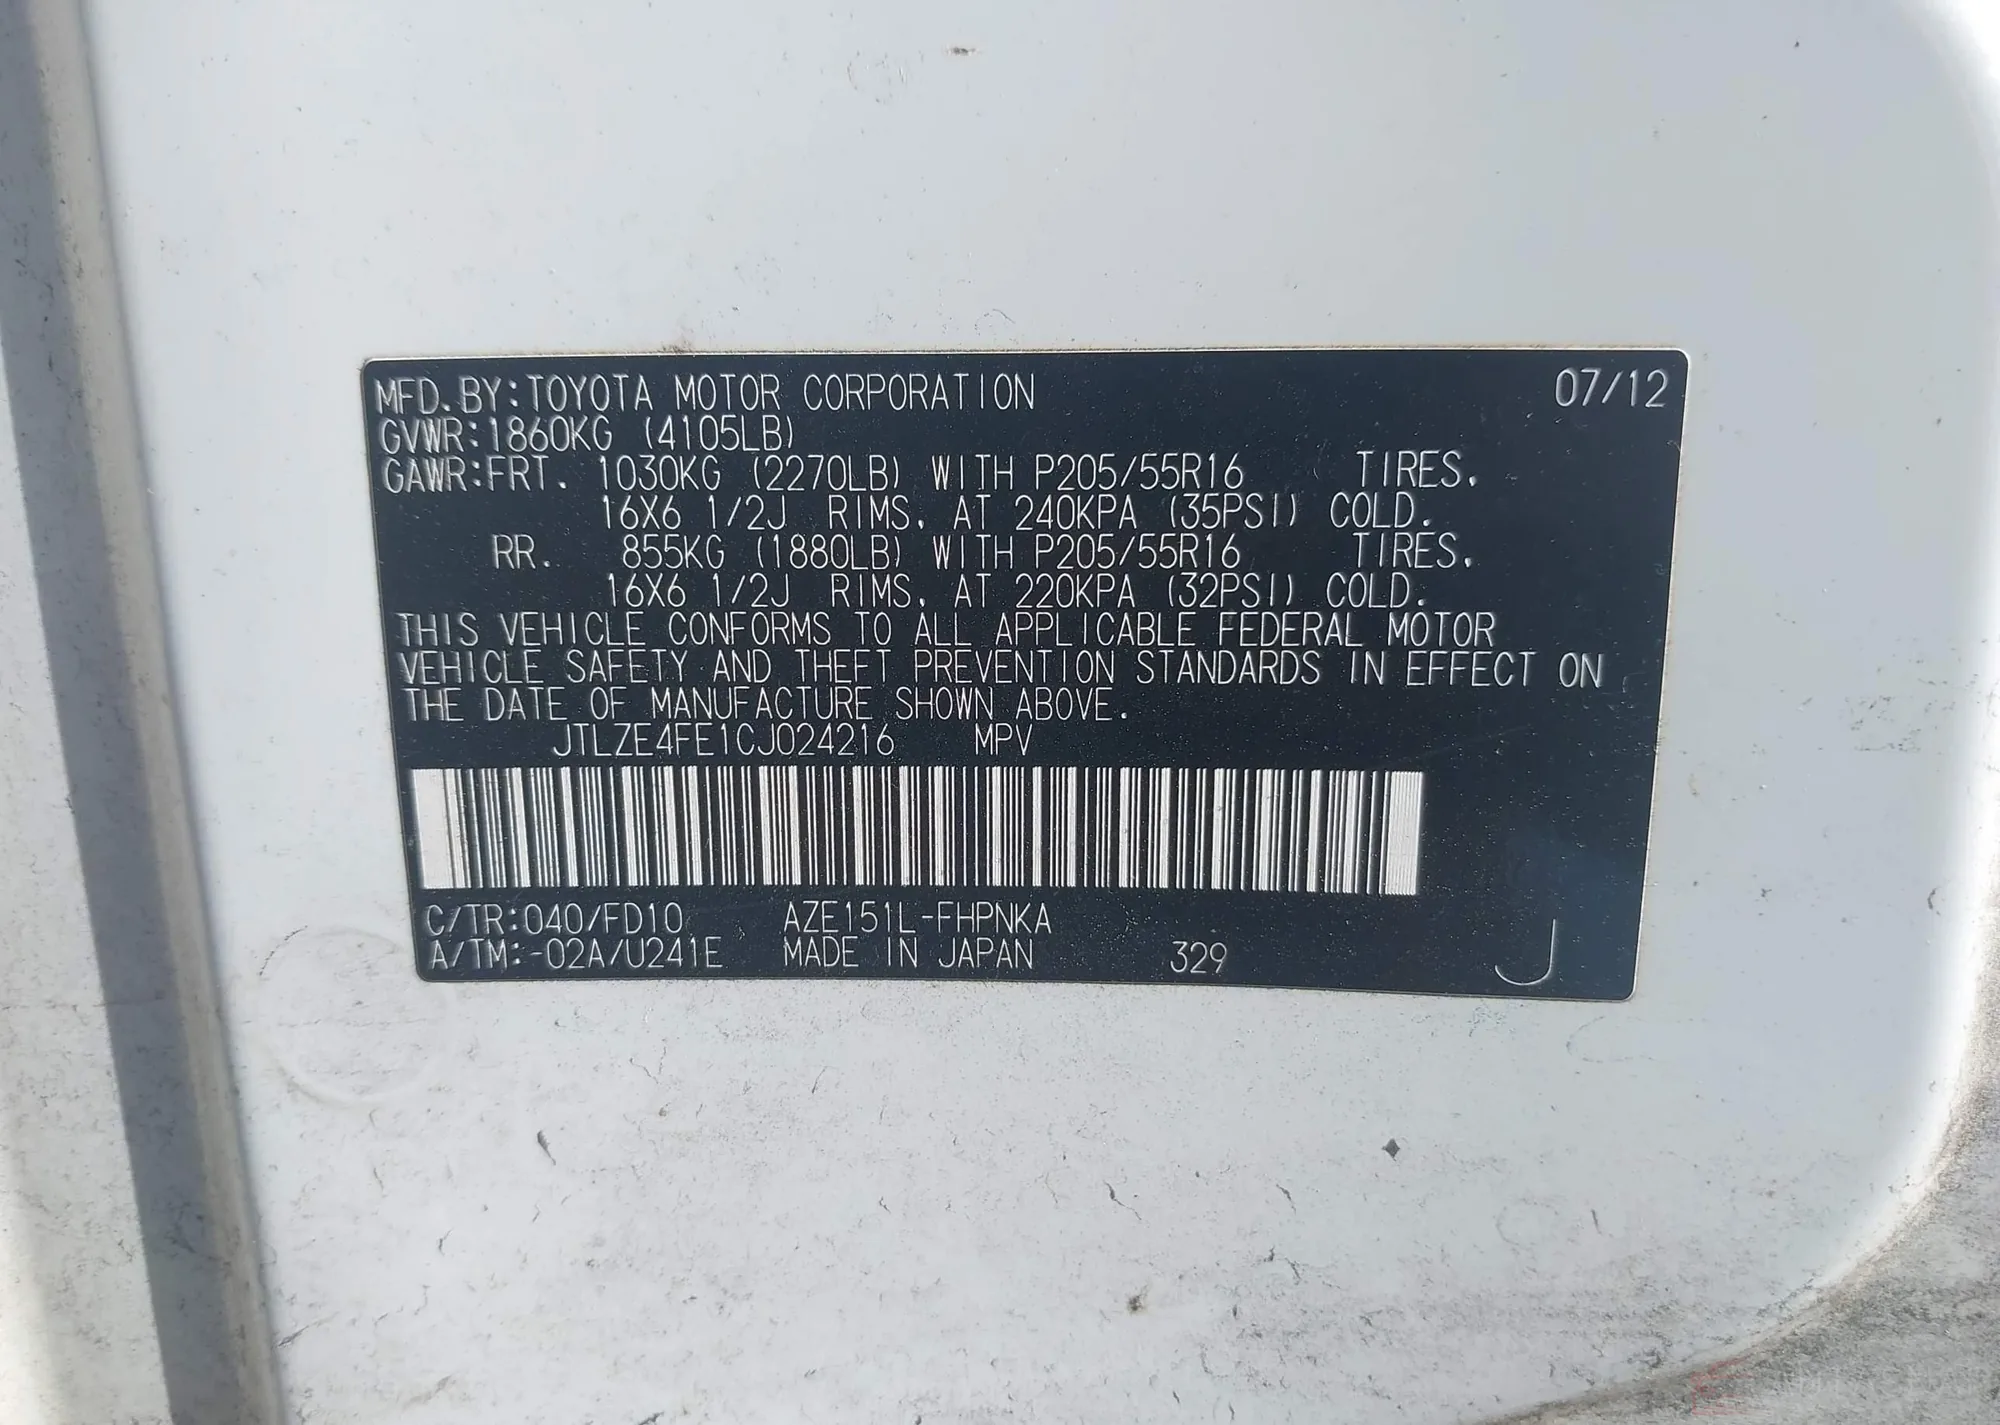 MFD.BY:TOYOTA MOTOR CORPORATION 07/12
GVWR:1860KG (4105LB)
GAWR:FRT. 1030KG (2270LB) WITH P205/55R16 TIRES.
16X6 1/2J RIMS, AT 240KPA (35PSI) COLD.
RR. 855KG (1880LB) WITH P205/55R16 TIRES.
16X6 1/2J RIMS, AT 220KPA (32PSI) COLD.
THIS VEHICLE CONFORMS TO ALL APPLICABLE FEDERAL MOTOR
VEHICLE SAFETY AND THEFT PREVENTION STANDARDS IN EFFECT ON
THE DATE OF MANUFACTURE SHOWN ABOVE.
JTLZE4FE1CJ024216 MPV
C/TR:040/FD10 AZE151L-FHPNKA
A/TM:-02A/U241E MADE IN JAPAN 329 J